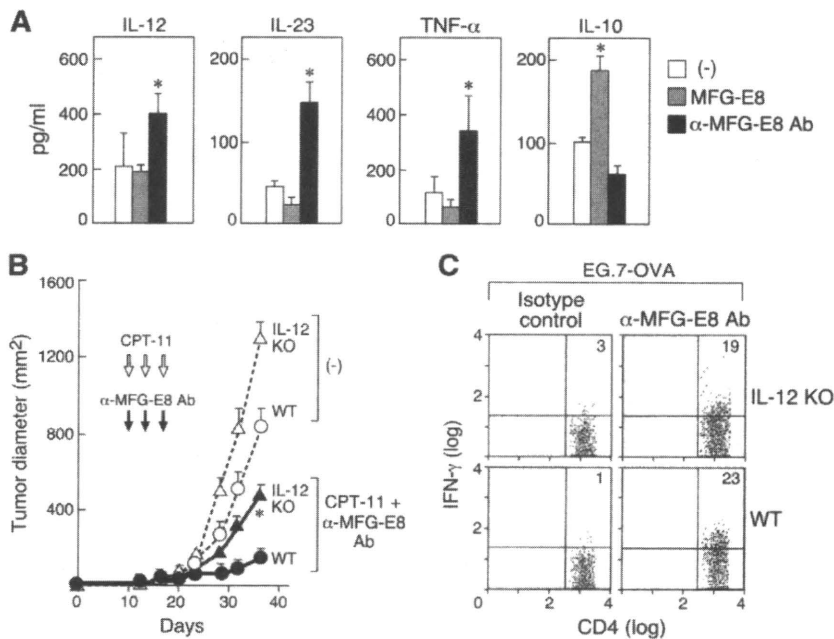 A
IL-12
IL-23
TNF-α
IL-10
pg/ml
600
400
200
0
200
100
0
600
400
200
0
200
100
0
*
*
*
*
(-)
MFG-E8
α-MFG-E8 Ab
B
Tumor diameter (mm²)
1600
1200
800
400
0
10
20
30
40
Days
CPT-11
α-MFG-E8 Ab
IL-12
KO
WT
(-)
IL-12
KO
*
WT
CPT-11 +
α-MFG-E8
Ab
C
EG.7-OVA
Isotype
control
α-MFG-E8 Ab
3
19
IL-12 KO
1
23
WT
IFN-γ (log)
4
2
0
4
2
0
0
2
4
2
4
CD4 (log)